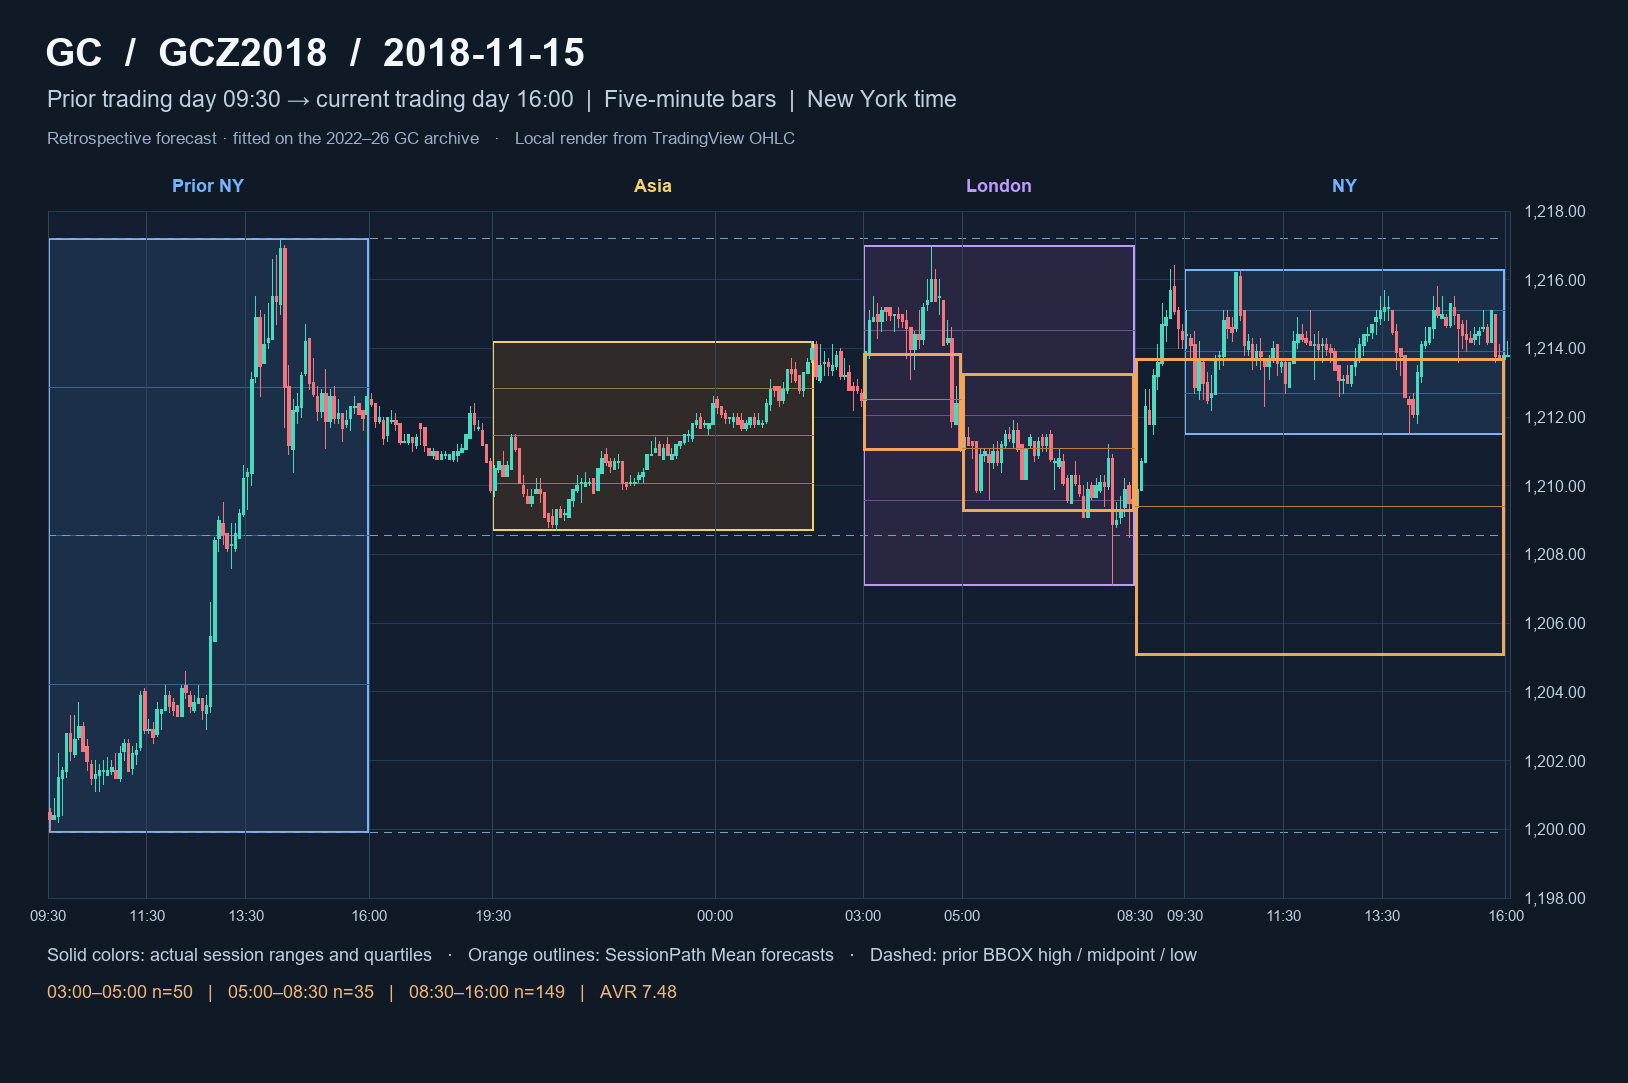 GC / GCZ2018 / 2018-11-15
Prior trading day 09:30 → current trading day 16:00 | Five-minute bars | New York time
Retrospective forecast · fitted on the 2022–26 GC archive · Local render from TradingView OHLC
Prior NY Asia London NY
1,218.00
1,216.00
1,214.00
1,212.00
1,210.00
1,208.00
1,206.00
1,204.00
1,202.00
1,200.00
1,198.00
09:30 11:30 13:30 16:00 19:30 00:00 03:00 05:00 08:30 09:30 11:30 13:30 16:00
Solid colors: actual session ranges and quartiles · Orange outlines: SessionPath Mean forecasts · Dashed: prior BBOX high / midpoint / low
03:00–05:00 n=50 | 05:00–08:30 n=35 | 08:30–16:00 n=149 | AVR 7.48